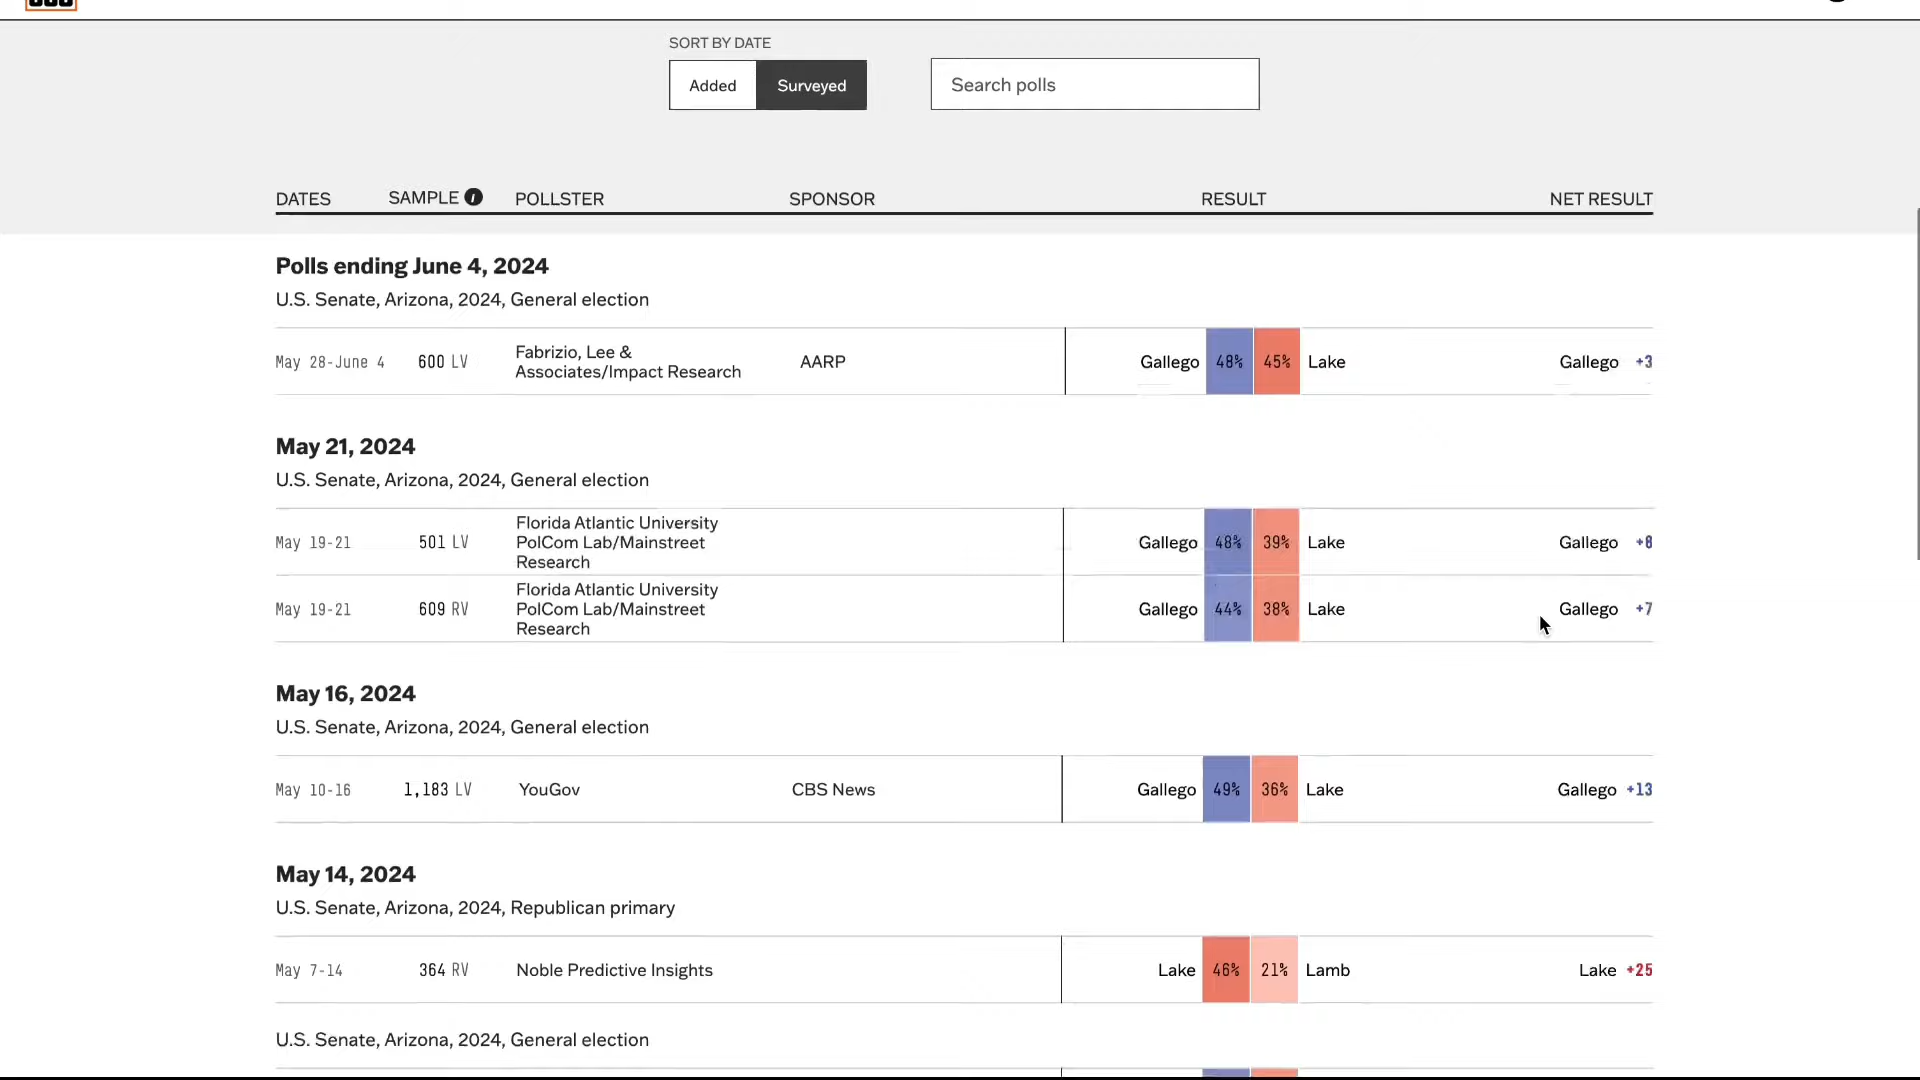 SORT BY DATE
Added
Surveyed
Search polls
DATES SAMPLE i POLLSTER SPONSOR RESULT NET RESULT
Polls ending June 4, 2024
U.S. Senate, Arizona, 2024, General election
May 28-June 4 600 LV Fabrizio, Lee &
Associates/Impact Research AARP Gallego 48% 45% Lake Gallego +3
May 21, 2024
U.S. Senate, Arizona, 2024, General election
May 19-21 501 LV Florida Atlantic University
PolCom Lab/Mainstreet
Research Gallego 48% 39% Lake Gallego +8
May 19-21 609 RV Florida Atlantic University
PolCom Lab/Mainstreet
Research Gallego 44% 38% Lake Gallego +7
May 16, 2024
U.S. Senate, Arizona, 2024, General election
May 10-16 1,183 LV YouGov CBS News Gallego 49% 36% Lake Gallego +13
May 14, 2024
U.S. Senate, Arizona, 2024, Republican primary
May 7-14 364 RV Noble Predictive Insights Lake 46% 21% Lamb Lake +25
U.S. Senate, Arizona, 2024, General election